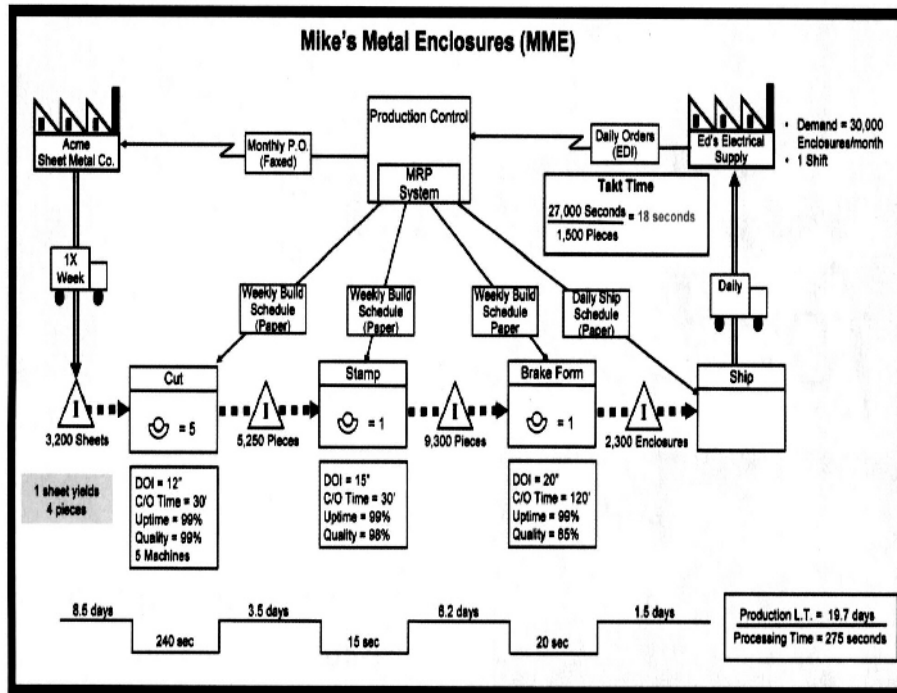 Mike's Metal Enclosures (MME)
Acme
Sheet Metal Co.
Monthly P.O.
(Faxed)
Production Control
MRP
System
Daily Orders
(EDI)
Ed's Electrical
Supply
• Demand = 30,000
Enclosures/month
• 1 Shift
Takt Time
27,000 Seconds
1,500 Pieces
= 18 seconds
1X
Week
Weekly Build
Schedule
(Paper)
Weekly Build
Schedule
(Paper)
Weekly Build
Schedule
Paper
Daily Ship
Schedule
(Paper)
Daily
I
3,200 Sheets
Cut
= 5
I
5,250 Pieces
Stamp
= 1
I
9,300 Pieces
Brake Form
= 1
I
2,300 Enclosures
Ship
1 sheet yields
4 pieces
DOI = 12"
C/O Time = 30'
Uptime = 99%
Quality = 99%
5 Machines
DOI = 15"
C/O Time = 30'
Uptime = 99%
Quality = 98%
DOI = 20"
C/O Time = 120'
Uptime = 99%
Quality = 85%
8.5 days
240 sec
3.5 days
15 sec
6.2 days
20 sec
1.5 days
Production L.T. = 19.7 days
Processing Time = 275 seconds